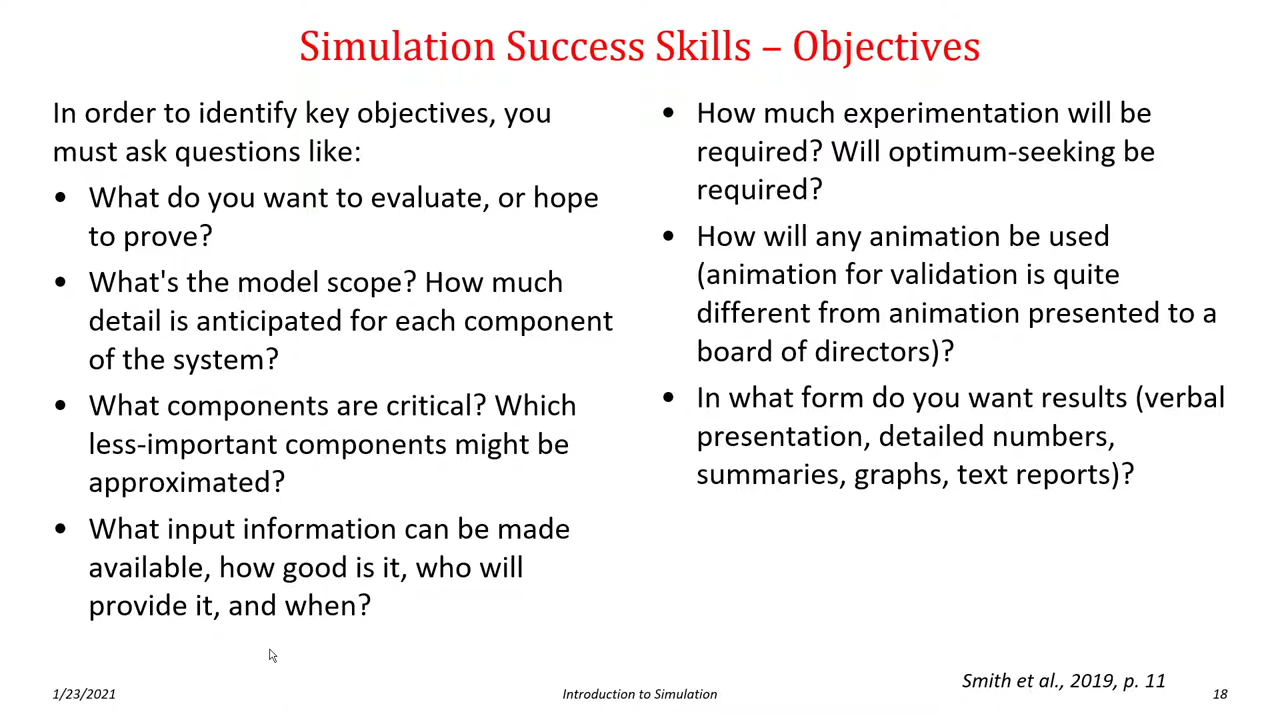 Simulation Success Skills – Objectives
In order to identify key objectives, you
must ask questions like:
• What do you want to evaluate, or hope
to prove?
• What's the model scope? How much
detail is anticipated for each component
of the system?
• What components are critical? Which
less-important components might be
approximated?
• What input information can be made
available, how good is it, who will
provide it, and when?
• How much experimentation will be
required? Will optimum-seeking be
required?
• How will any animation be used
(animation for validation is quite
different from animation presented to a
board of directors)?
• In what form do you want results (verbal
presentation, detailed numbers,
summaries, graphs, text reports)?
Smith et al., 2019, p. 11
1/23/2021
Introduction to Simulation
18